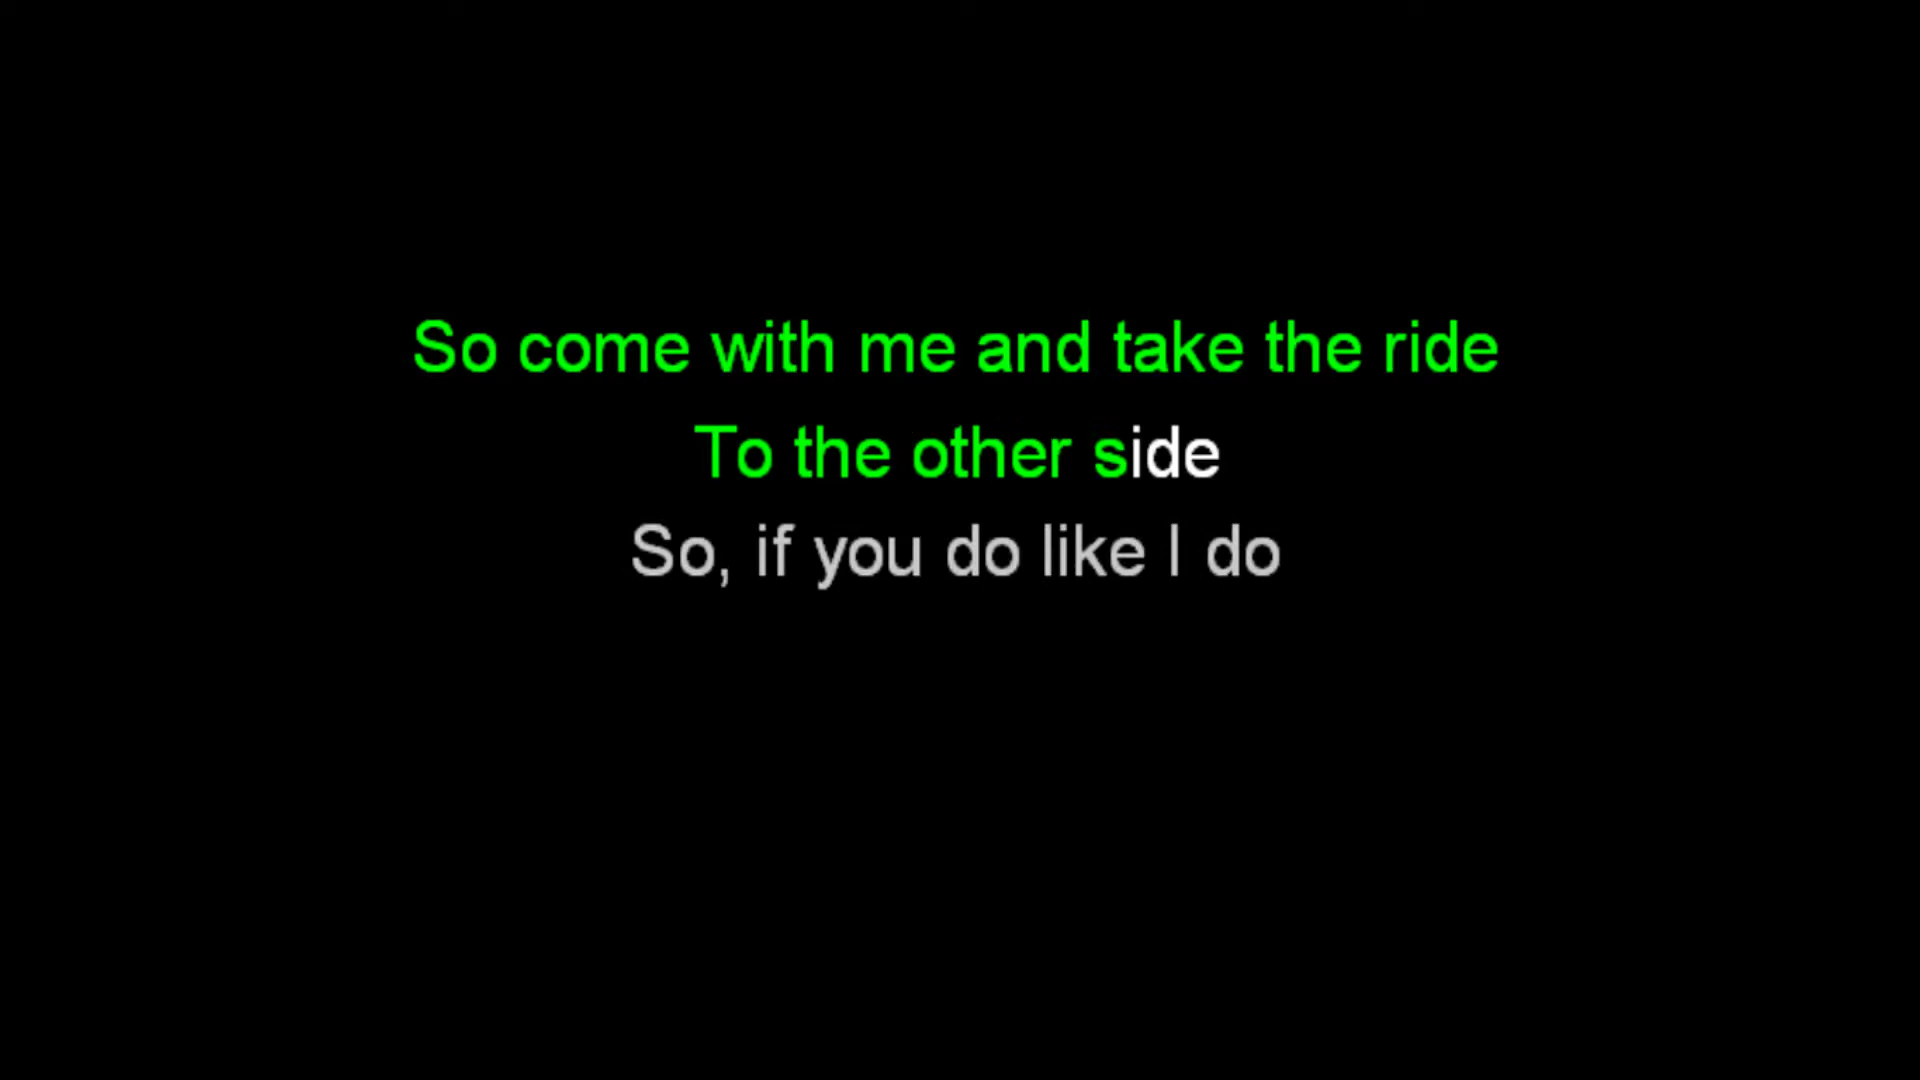 So come with me and take the ride
To the other side
So, if you do like I do